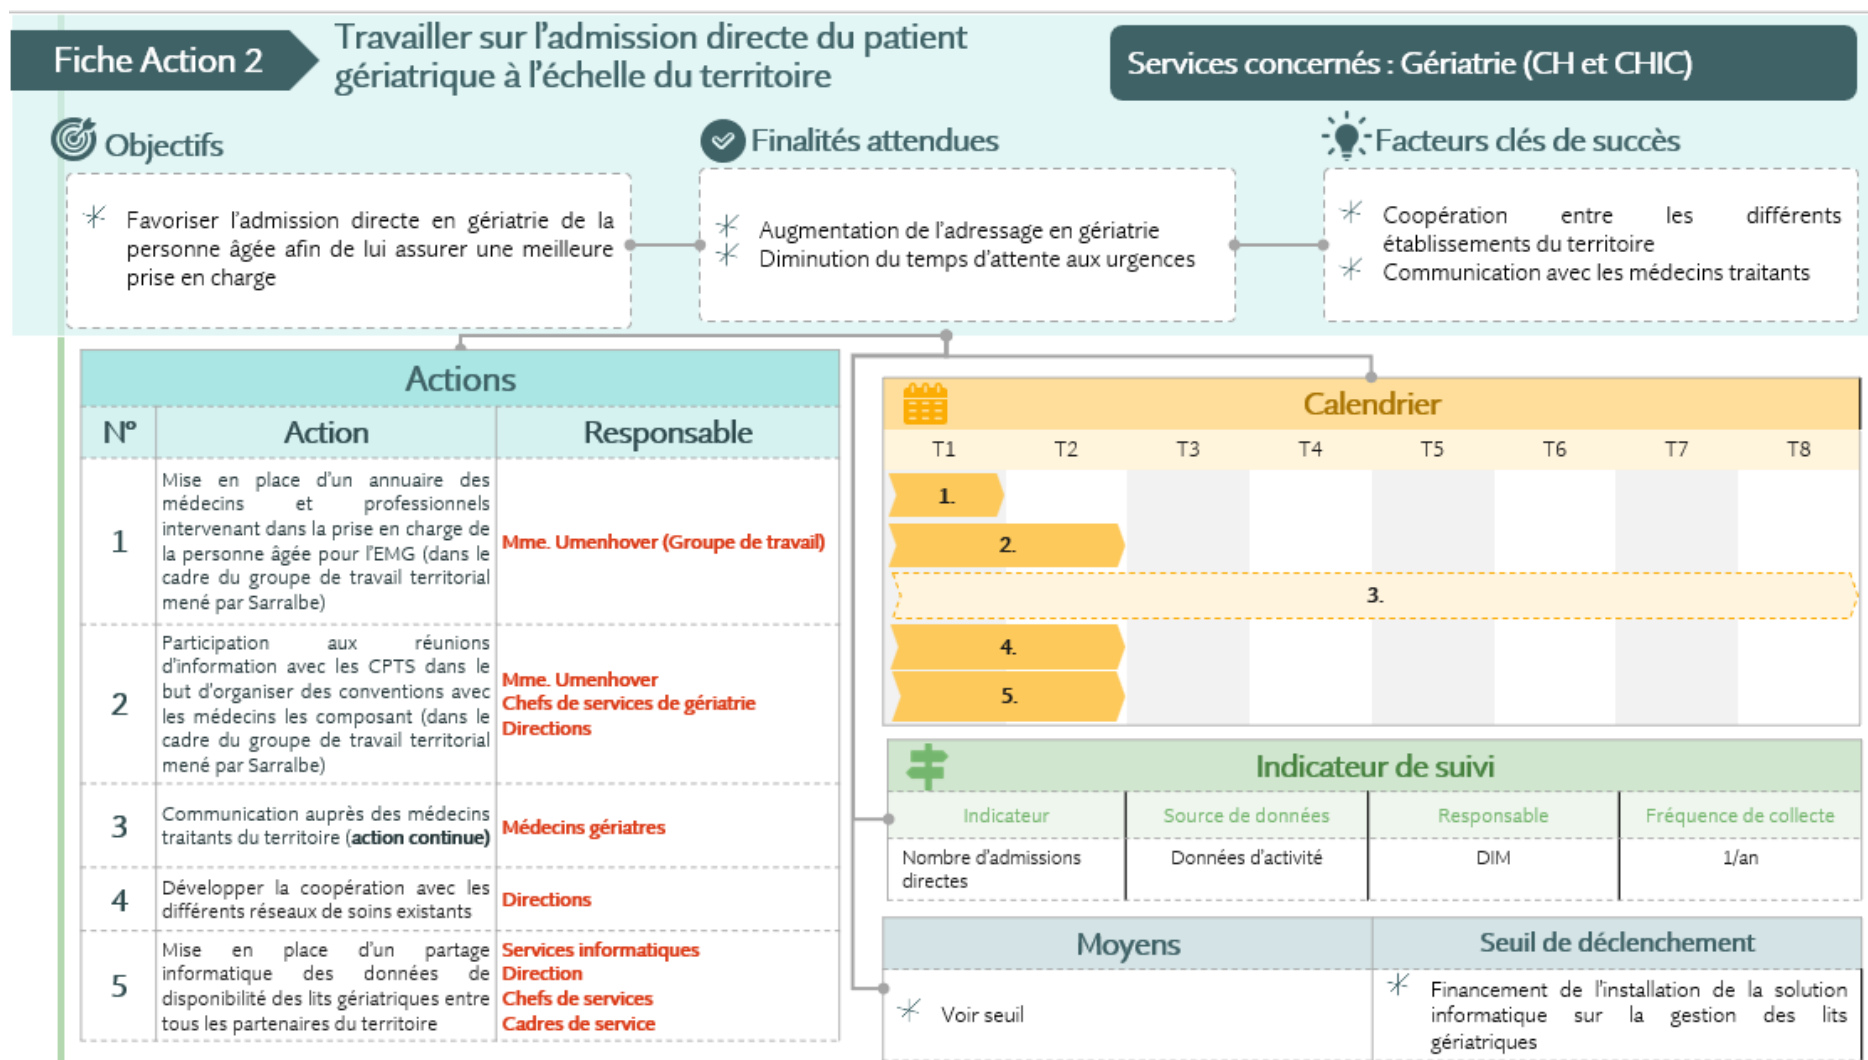 Fiche Action 2
Travailler sur l'admission directe du patient
gériatrique à l'échelle du territoire
Services concernés : Gériatrie (CH et CHIC)
Objectifs
Favoriser l'admission directe en gériatrie de la
personne âgée afin de lui assurer une meilleure
prise en charge
Finalités attendues
Augmentation de l'adressage en gériatrie
Diminution du temps d'attente aux urgences
Facteurs clés de succès
Coopération entre les différents
établissements du territoire
Communication avec les médecins traitants
Actions
N° Action Responsable
1
Mise en place d'un annuaire des
médecins et professionnels
intervenant dans la prise en charge de
la personne âgée pour l'EMG (dans le
cadre du groupe de travail territorial
mené par Sarralbe)
Mme. Umenhover (Groupe de travail)
2
Participation aux réunions
d'information avec les CPTS dans le
but d'organiser des conventions avec
les médecins les composant (dans le
cadre du groupe de travail territorial
mené par Sarralbe)
Mme. Umenhover
Chefs de services de gériatrie
Directions
3
Communication auprès des médecins
traitants du territoire (action continue)
Médecins gériatres
4
Développer la coopération avec les
différents réseaux de soins existants
Directions
5
Mise en place d'un partage
informatique des données de
disponibilité des lits gériatriques entre
tous les partenaires du territoire
Services informatiques
Direction
Chefs de services
Cadres de service
Calendrier
T1 T2 T3 T4 T5 T6 T7 T8
1.
2.
3.
4.
5.
Indicateur de suivi
Indicateur Source de données Responsable Fréquence de collecte
Nombre d'admissions
directes
Données d'activité
DIM
1/an
Moyens
Voir seuil
Seuil de déclenchement
Financement de l'installation de la solution
informatique sur la gestion des lits
gériatriques